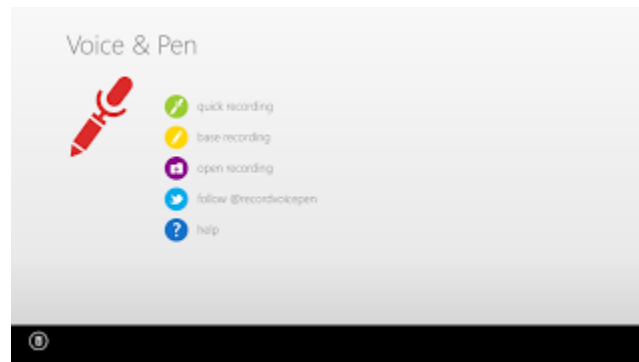 Voice & Pen
quick recording
base recording
open recording
follow @recordvoicepen
help